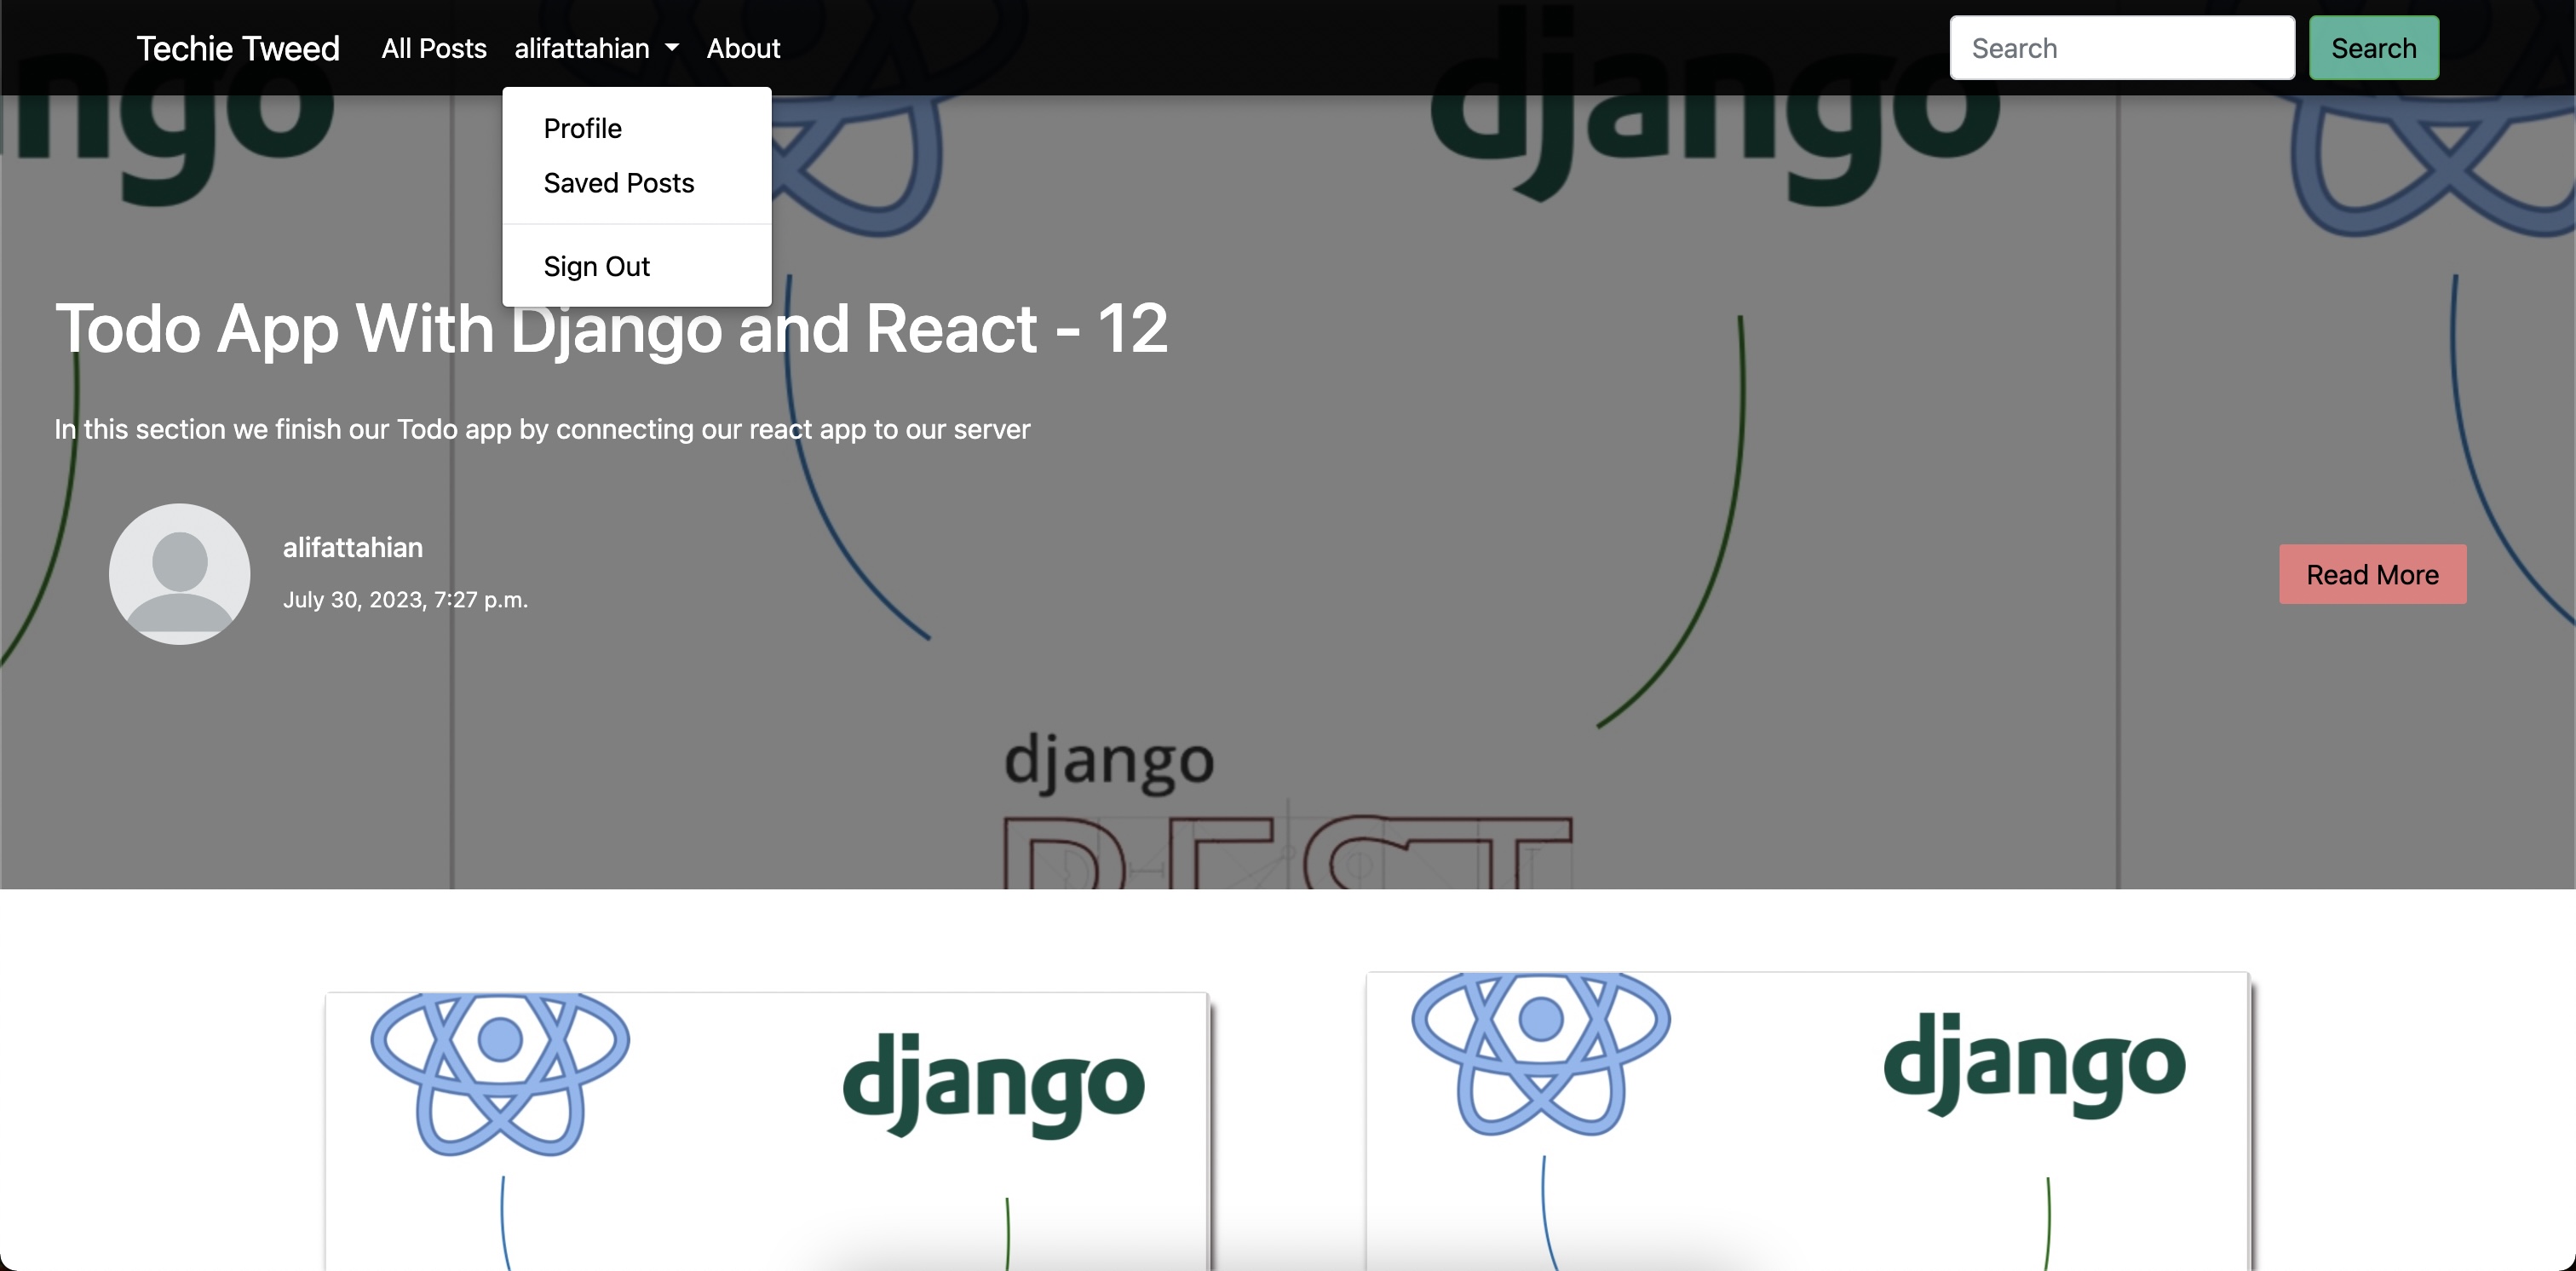 Techie Tweed All Posts alifattahian About Search Search
ngo
django
Profile
Saved Posts
Sign Out
Todo App With Django and React - 12
In this section we finish our Todo app by connecting our react app to our server
alifattahian
July 30, 2023, 7:27 p.m.
Read More
django
REST
django
django